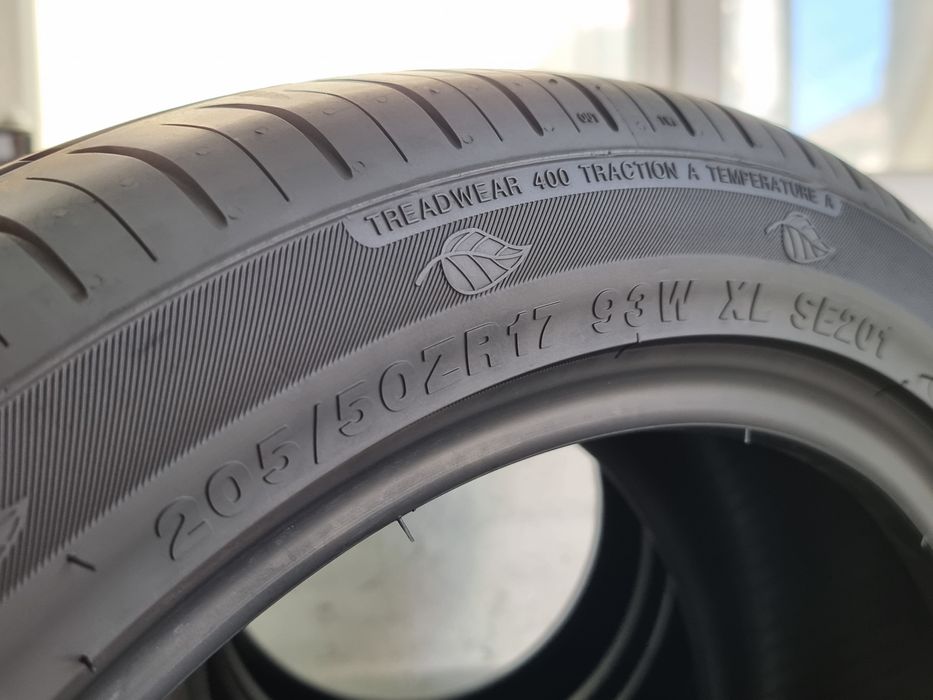 TREADWEAR 400 TRACTION A TEMPERATURE A
205/50ZR17 93W XL SE201